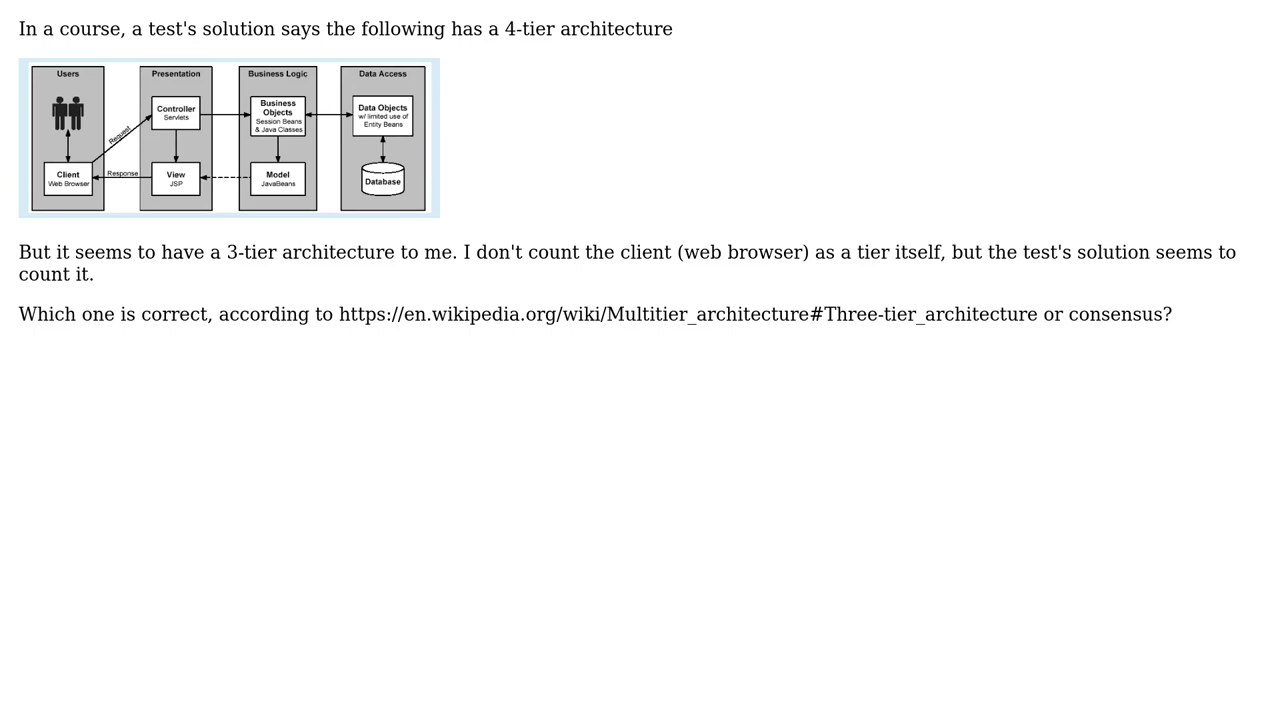 In a course, a test's solution says the following has a 4-tier architecture
Users
Presentation
Business Logic
Data Access
Controller
Servlets
Business
Objects
Session Beans
& Java Classes
Data Objects
w/ limited use of
Entity Beans
Request
Client
Web Browser
Response
View
JSP
Model
JavaBeans
Database
But it seems to have a 3-tier architecture to me. I don't count the client (web browser) as a tier itself, but the test's solution seems to
count it.
Which one is correct, according to https://en.wikipedia.org/wiki/Multitier_architecture#Three-tier_architecture or consensus?